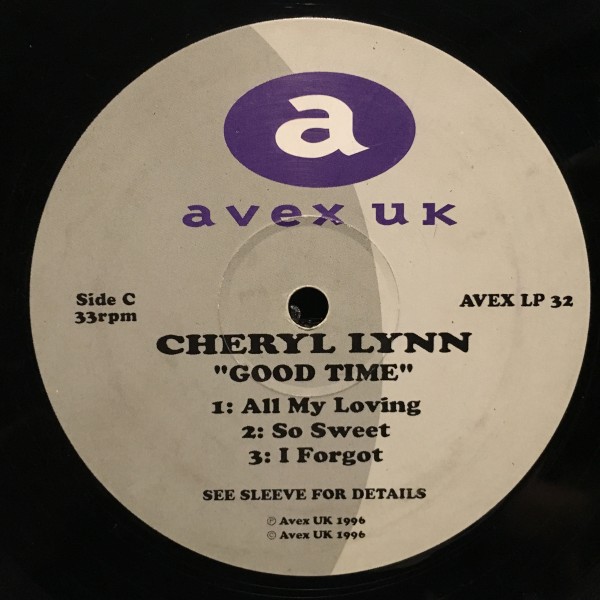 a
avex uk
Side C
33rpm
AVEX LP 32
CHERYL LYNN
"GOOD TIME"
1: All My Loving
2: So Sweet
3: I Forgot
SEE SLEEVE FOR DETAILS
℗ Avex UK 1996
© Avex UK 1996